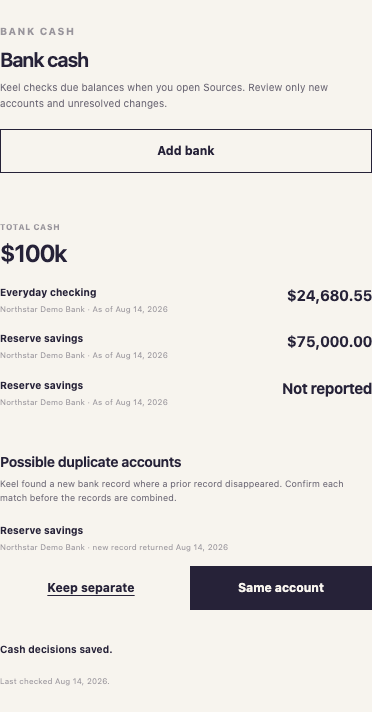 BANK CASH
Bank cash
Keel checks due balances when you open Sources. Review only new
accounts and unresolved changes.
Add bank
TOTAL CASH
$100k
Everyday checking
$24,680.55
Northstar Demo Bank · As of Aug 14, 2026
Reserve savings
$75,000.00
Northstar Demo Bank · As of Aug 14, 2026
Reserve savings
Not reported
Northstar Demo Bank · As of Aug 14, 2026
Possible duplicate accounts
Keel found a new bank record where a prior record disappeared. Confirm each
match before the records are combined.
Reserve savings
Northstar Demo Bank · new record returned Aug 14, 2026
Keep separate
Same account
Cash decisions saved.
Last checked Aug 14, 2026.